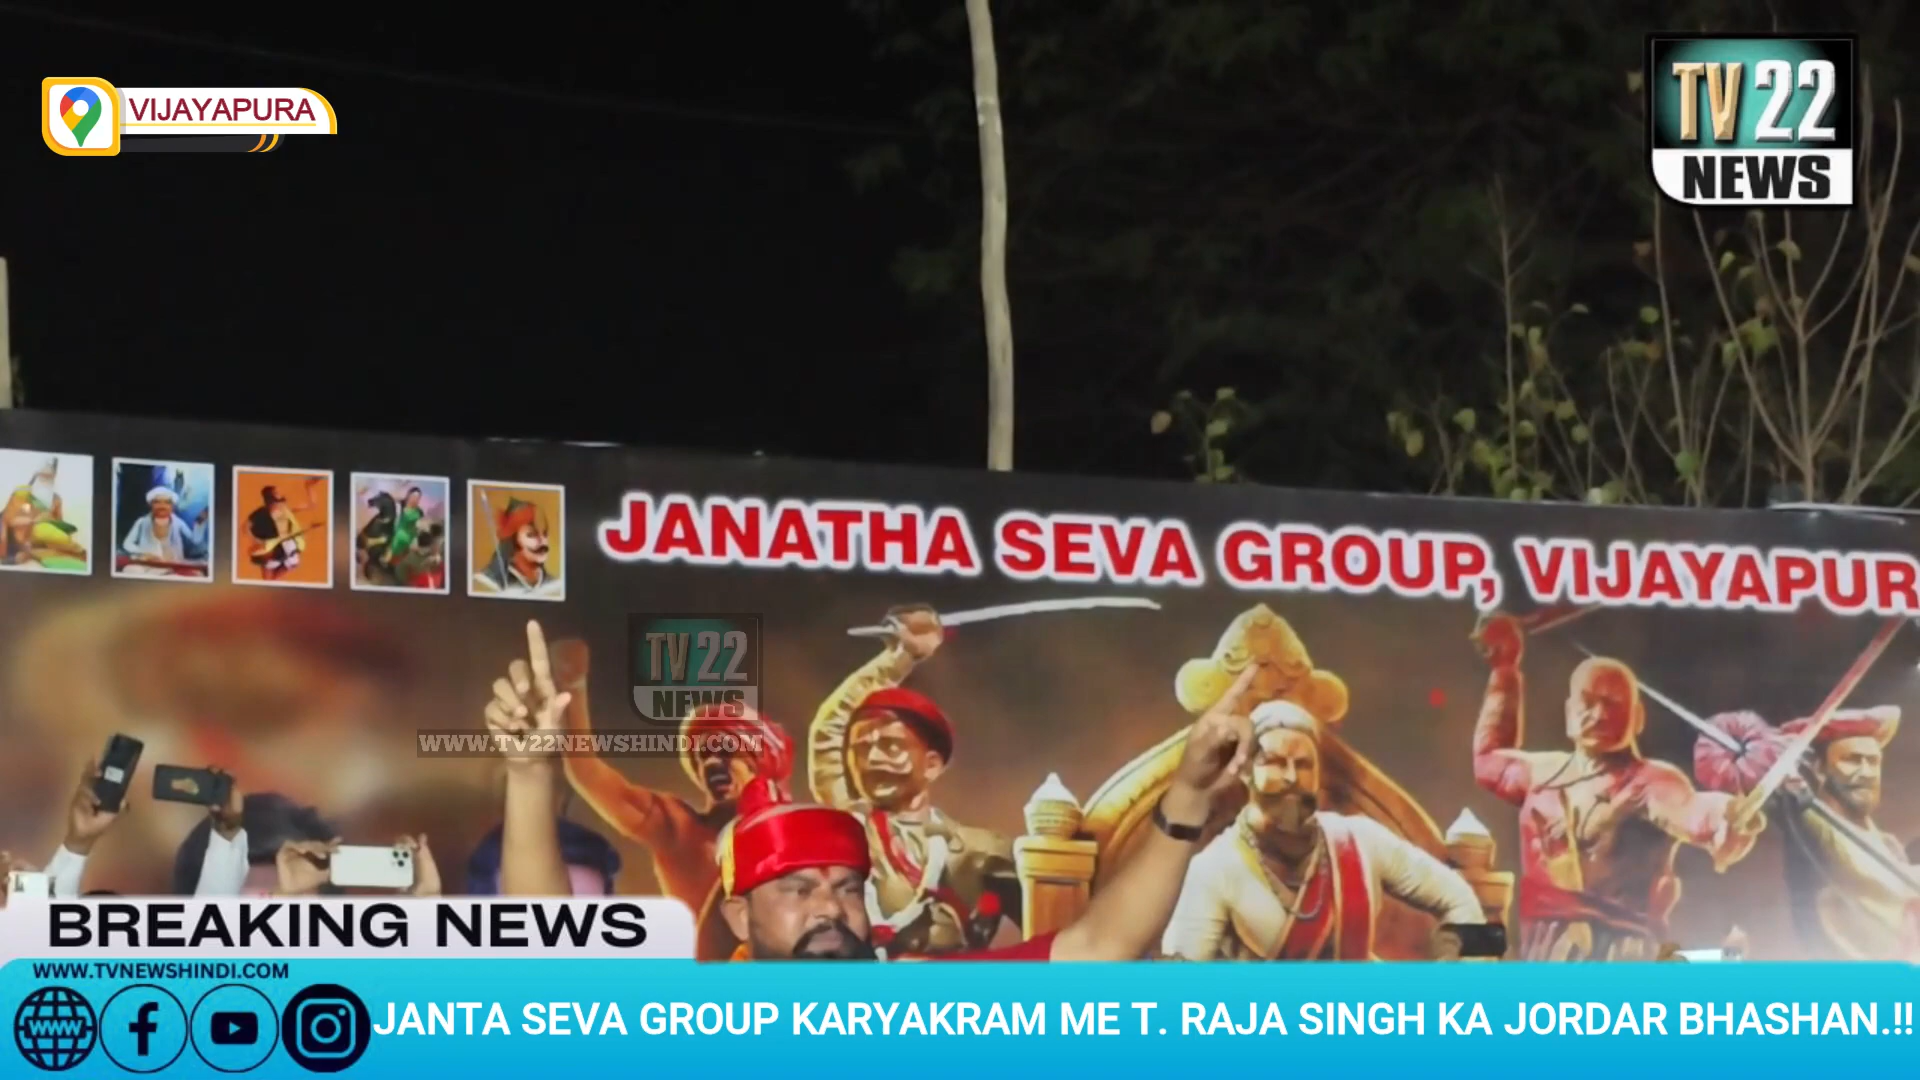 VIJAYAPURA
TV 22
NEWS
JANATHA SEVA GROUP, VIJAYAPUR
TV 22
NEWS
WWW.TV22NEWSHINDI.COM
BREAKING NEWS
WWW.TVNEWSHINDI.COM
WWW
JANTA SEVA GROUP KARYAKRAM ME T. RAJA SINGH KA JORDAR BHASHAN.!!